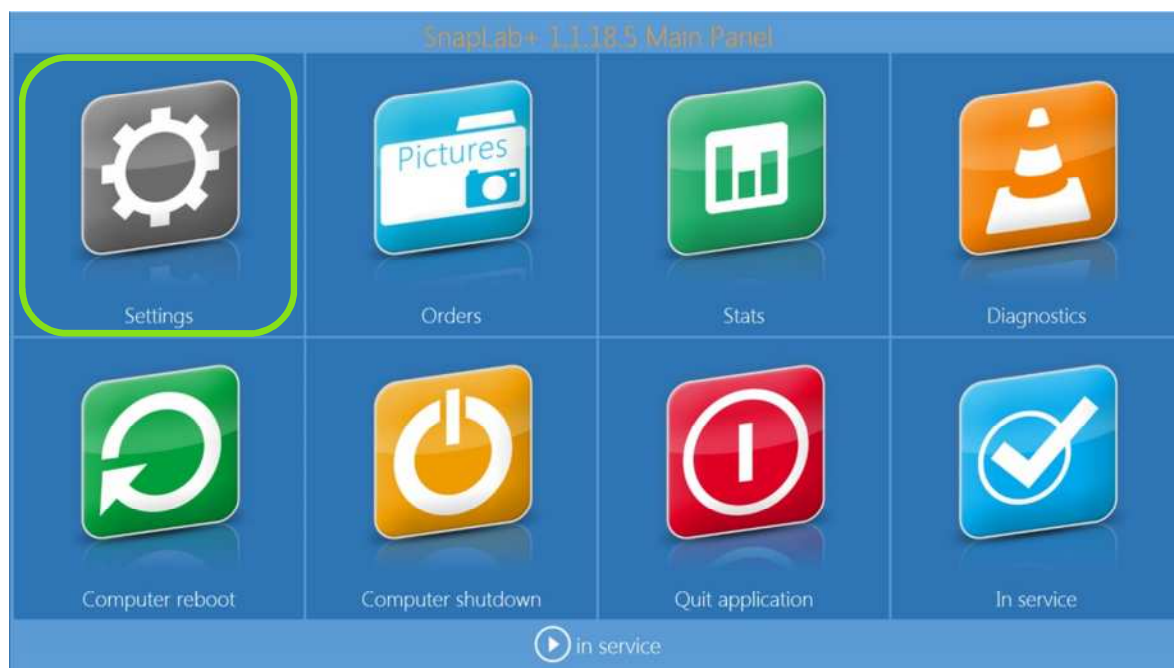 SnapLab+ 1.1.18.5 Main Panel
Pictures
Settings
Orders
Stats
Diagnostics
Computer reboot
Computer shutdown
Quit application
In service
in service